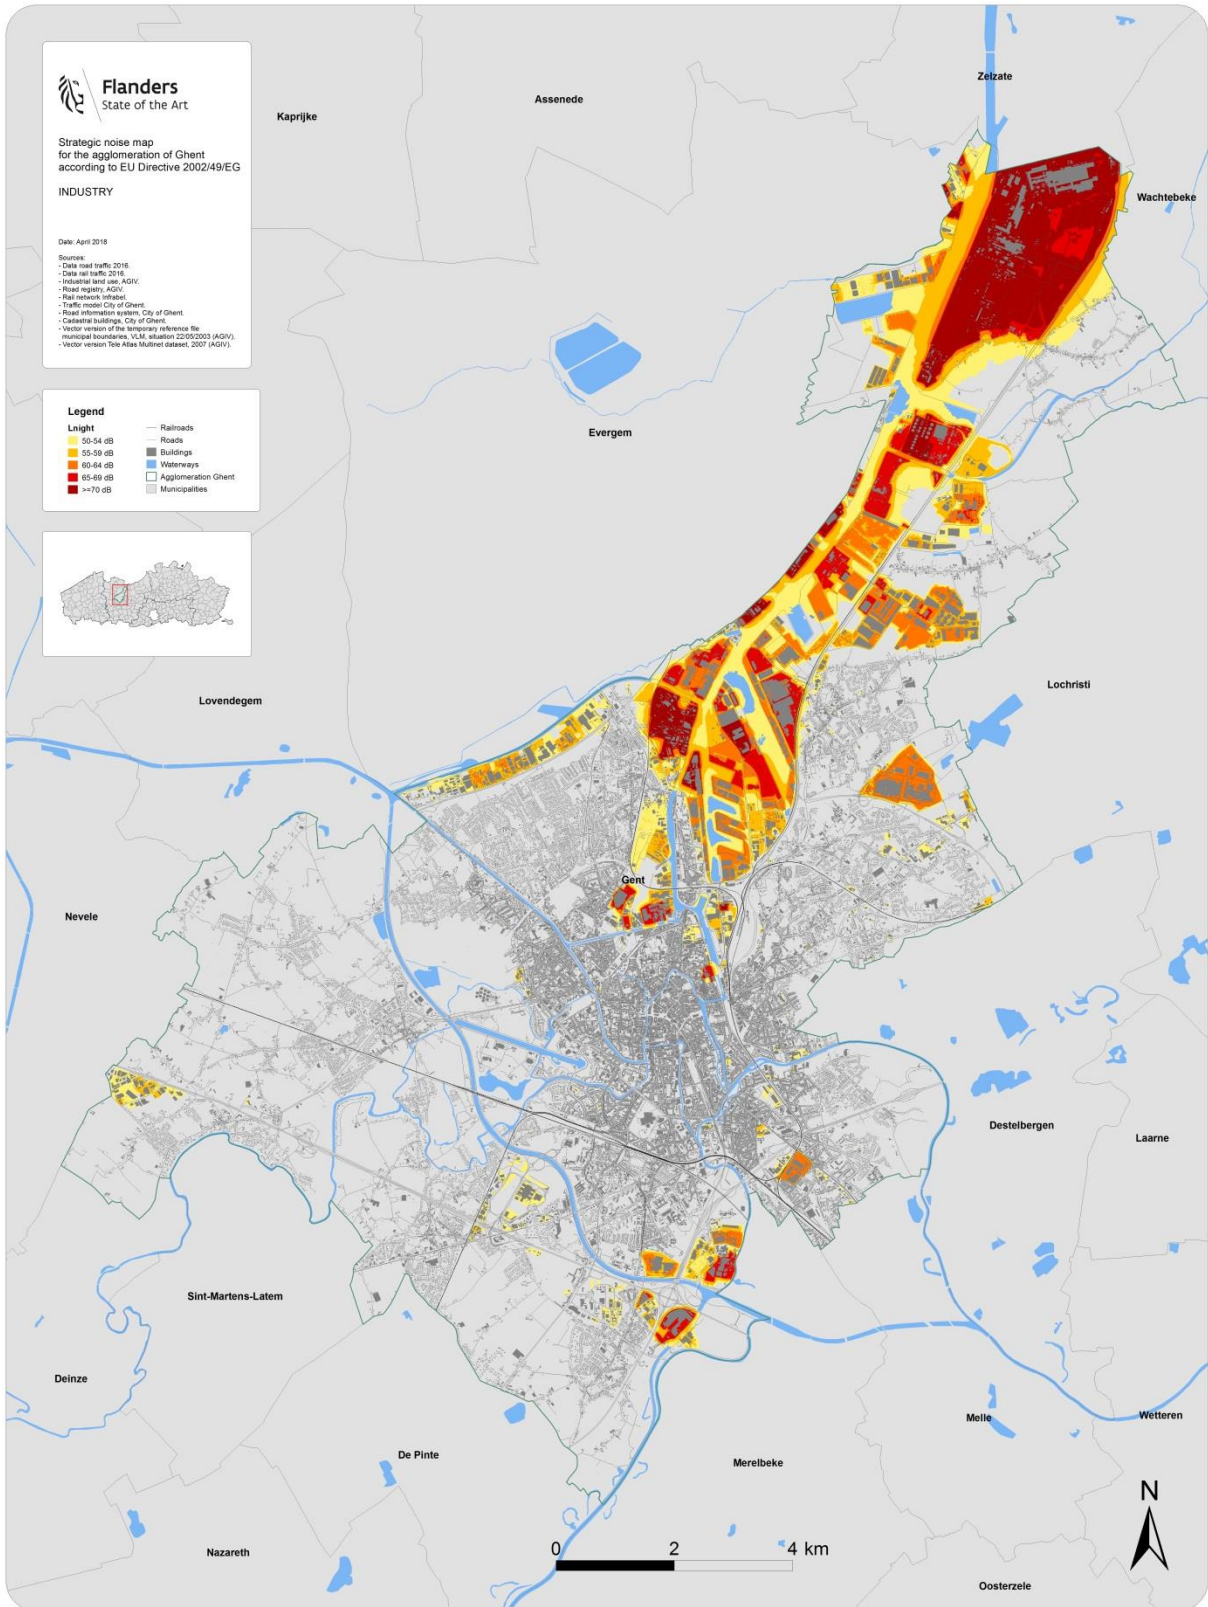 Flanders
State of the Art
Strategic noise map
for the agglomeration of Ghent
according to EU Directive 2002/49/EG
INDUSTRY
Date: April 2018
Sources:
- Data road traffic 2016.
- Data rail traffic 2016.
- Industrial land use, AGIV.
- Road registry, AGIV.
- Rail network Infrabel.
- Traffic model City of Ghent.
- Road information system, City of Ghent.
- Cadastral buildings, City of Ghent.
- Vector version of the temporary reference file
municipal boundaries, VLM, situation 22/05/2003 (AGIV).
- Vector version Tele Atlas Multinet dataset, 2007 (AGIV).
Legend
Lnight
50-54 dB
55-59 dB
60-64 dB
65-69 dB
>=70 dB
Railroads
Roads
Buildings
Waterways
Agglomeration Ghent
Municipalities
Zelzate
Assenede
Kaprijke
Wachtebeke
Evergem
Lochristi
Lovendegem
Gent
Nevele
Destelbergen
Laarne
Sint-Martens-Latem
Deinze
Melle
Wetteren
De Pinte
Merelbeke
Nazareth
Oosterzele
N
0 2 4 km